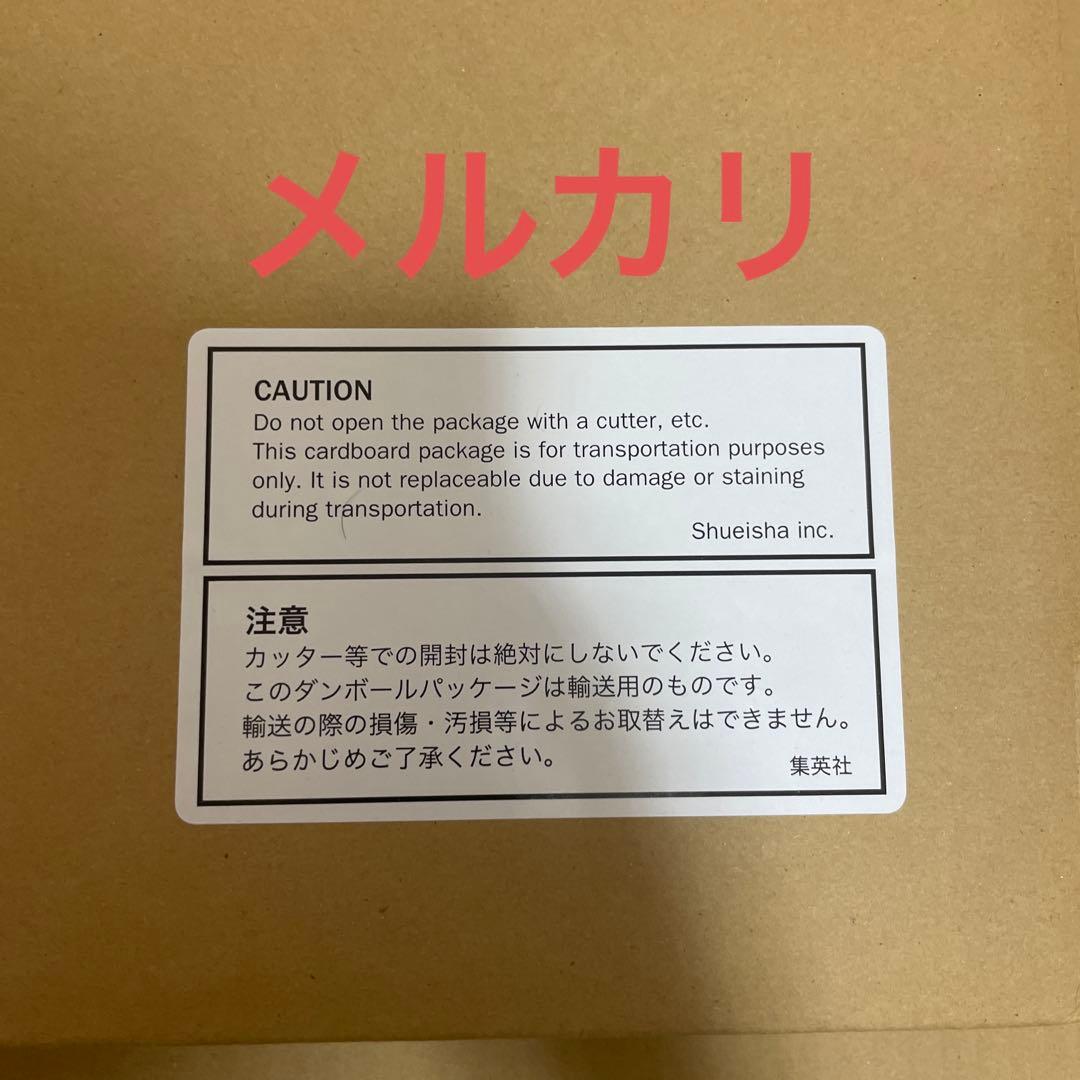 メルカリ
CAUTION
Do not open the package with a cutter, etc.
This cardboard package is for transportation purposes
only. It is not replaceable due to damage or staining
during transportation.
Shueisha inc.
注意
カッター等での開封は絶対にしないでください。
このダンボールパッケージは輸送用のものです。
輸送の際の損傷・汚損等によるお取替えはできません。
あらかじめご了承ください。
集英社